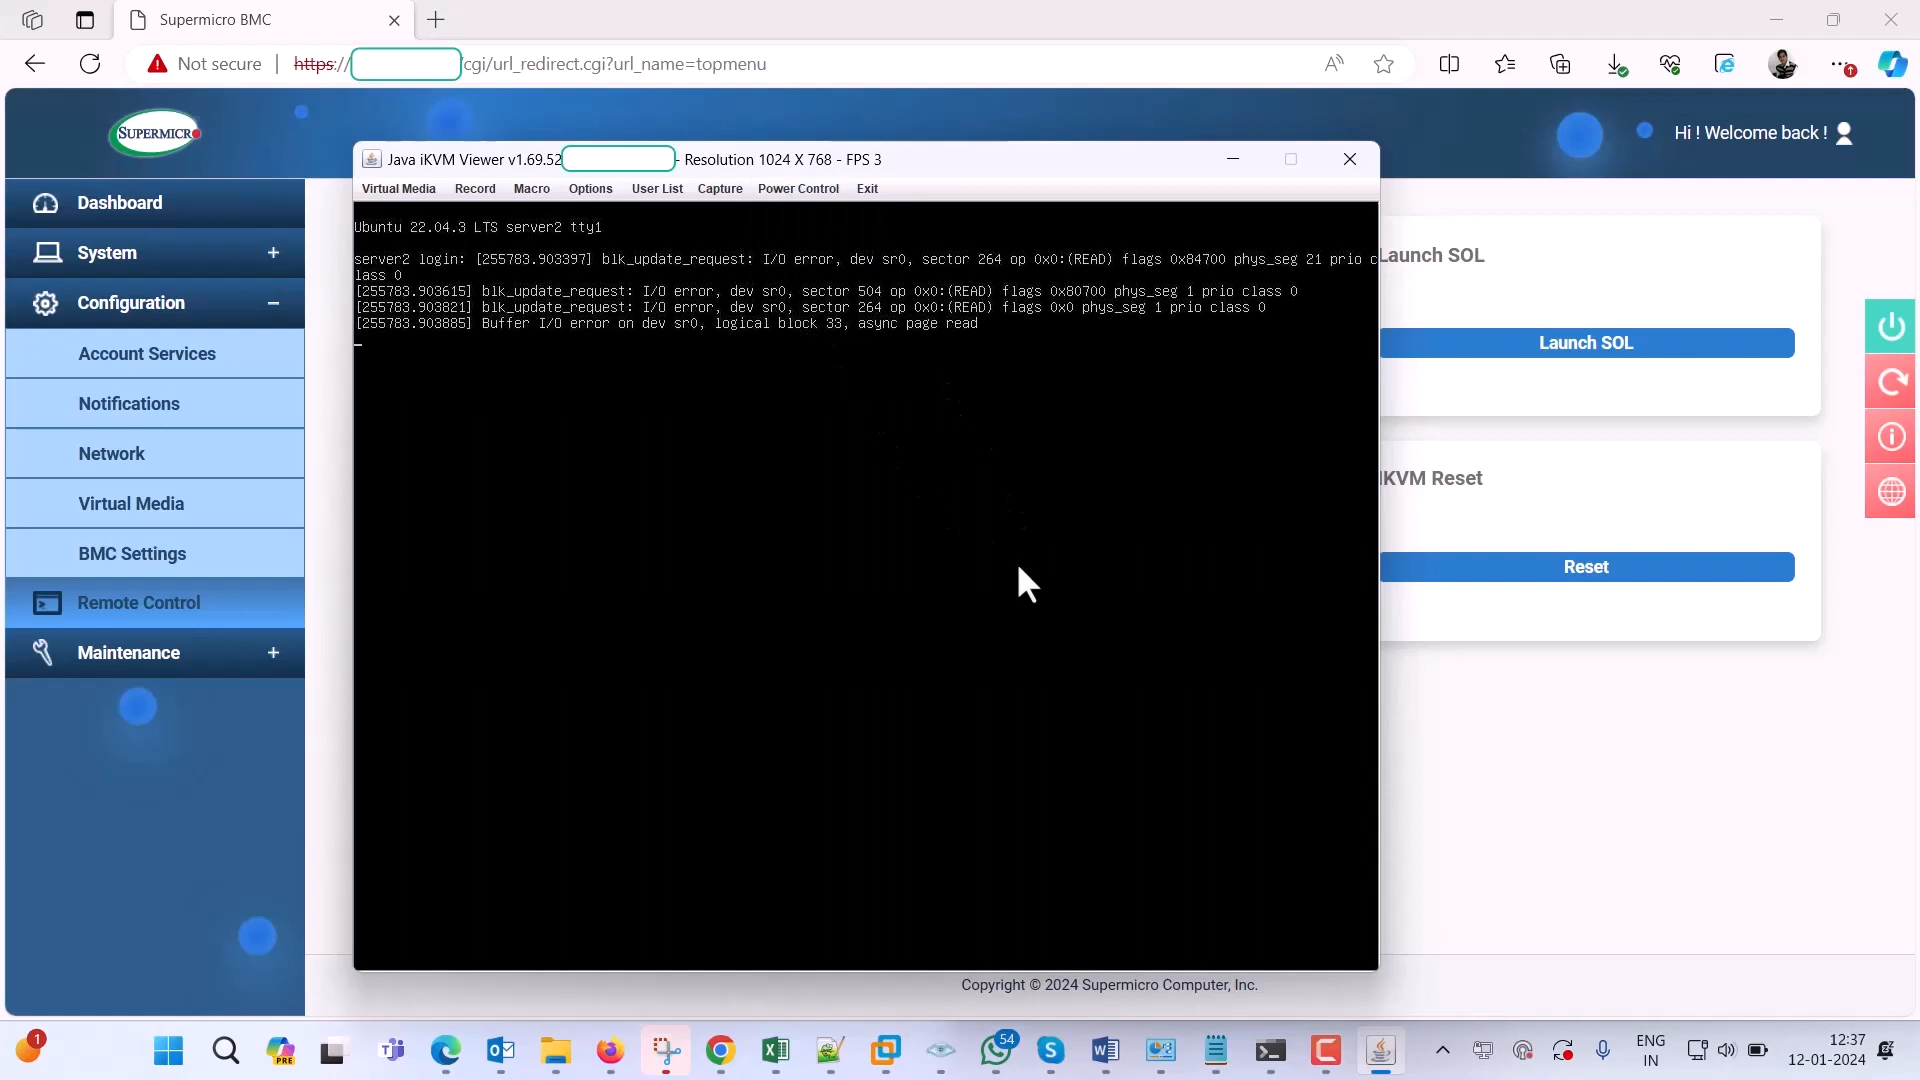 Supermicro BMC
Not secure | https:// /cgi/url_redirect.cgi?url_name=topmenu
SUPERMICRO
Hi ! Welcome back !
Java iKVM Viewer v1.69.52 - Resolution 1024 X 768 - FPS 3
Virtual Media Record Macro Options User List Capture Power Control Exit
Dashboard
System +
Configuration −
Account Services
Notifications
Network
Virtual Media
BMC Settings
Remote Control
Maintenance +
Ubuntu 22.04.3 LTS server2 tty1
server2 login: [255783.903397] blk_update_request: I/O error, dev sr0, sector 264 op 0x0:(READ) flags 0x84700 phys_seg 21 prio c
lass 0
[255783.903615] blk_update_request: I/O error, dev sr0, sector 504 op 0x0:(READ) flags 0x80700 phys_seg 1 prio class 0
[255783.903821] blk_update_request: I/O error, dev sr0, sector 264 op 0x0:(READ) flags 0x0 phys_seg 1 prio class 0
[255783.903885] Buffer I/O error on dev sr0, logical block 33, async page read
Launch SOL
Launch SOL
iKVM Reset
Reset
Copyright © 2024 Supermicro Computer, Inc.
1
PRE
54
ENG
IN
12:37
12-01-2024